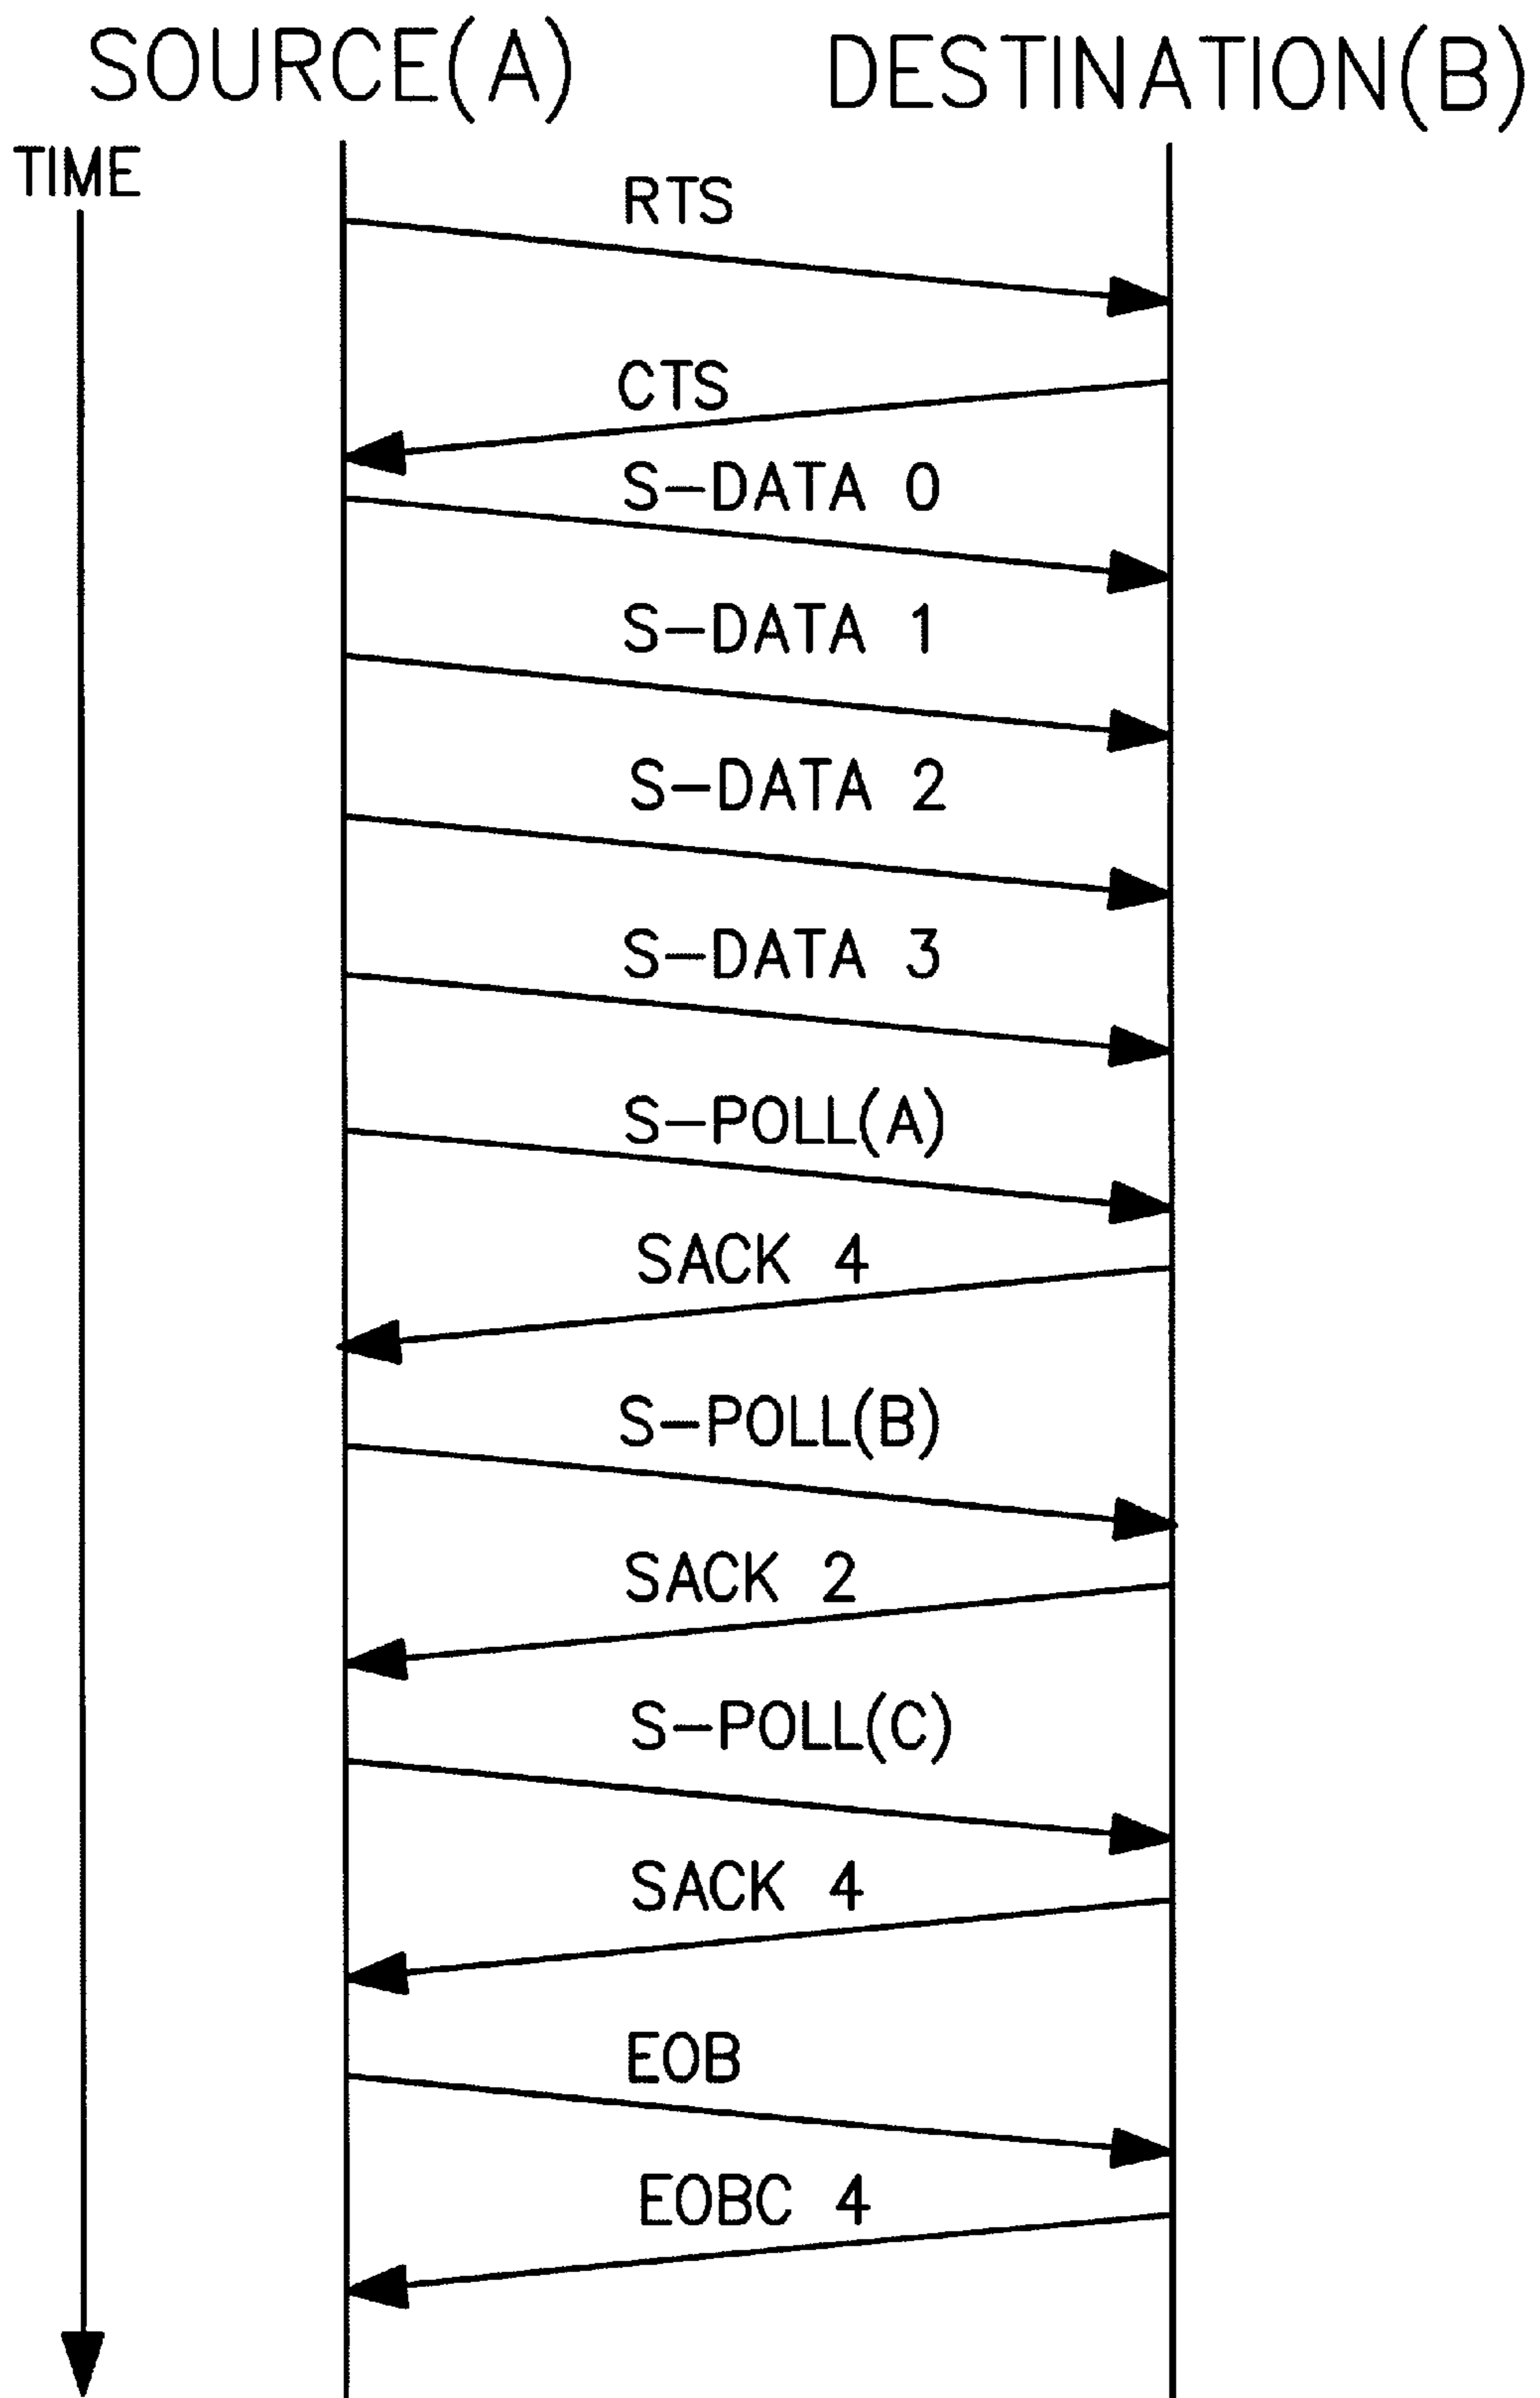 SOURCE(A) DESTINATION(B)
TIME
RTS
CTS
S-DATA 0
S-DATA 1
S-DATA 2
S-DATA 3
S-POLL(A)
SACK 4
S-POLL(B)
SACK 2
S-POLL(C)
SACK 4
EOB
EOBC 4